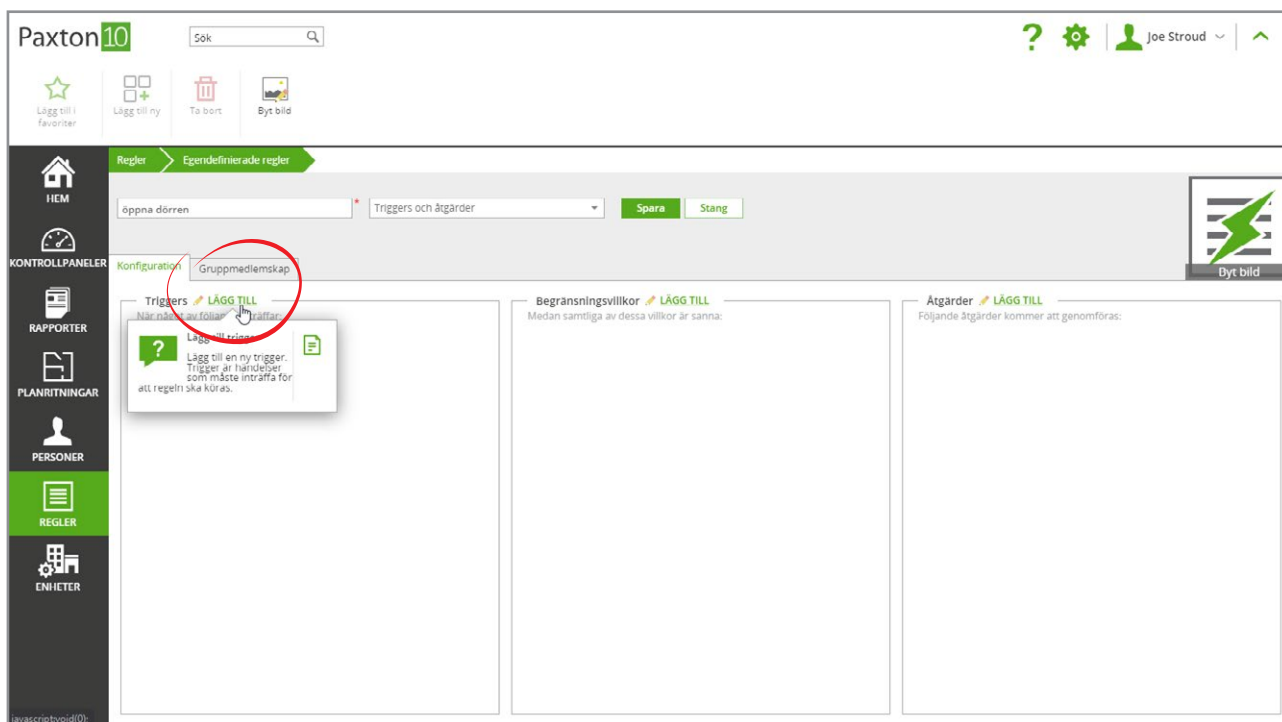 Paxton10
Sök
Joe Stroud
Lägg till i
favoriter
Lägg till ny
Ta bort
Byt bild
Regler
Egendefinierade regler
HEM
KONTROLLPANELER
RAPPORTER
PLANRITNINGAR
PERSONER
REGLER
ENHETER
öppna dörren
*
Triggers och åtgärder
Spara
Stang
Byt bild
Konfiguration
Gruppmedlemskap
Triggers LÄGG TILL
När något av följande träffar:
Lägg till trigger
Lägg till en ny trigger.
Trigger är händelser
som måste inträffa för
att regeln ska köras.
Begränsningsvillkor LÄGG TILL
Medan samtliga av dessa villkor är sanna:
Åtgärder LÄGG TILL
Följande åtgärder kommer att genomföras:
javascript:void(0);